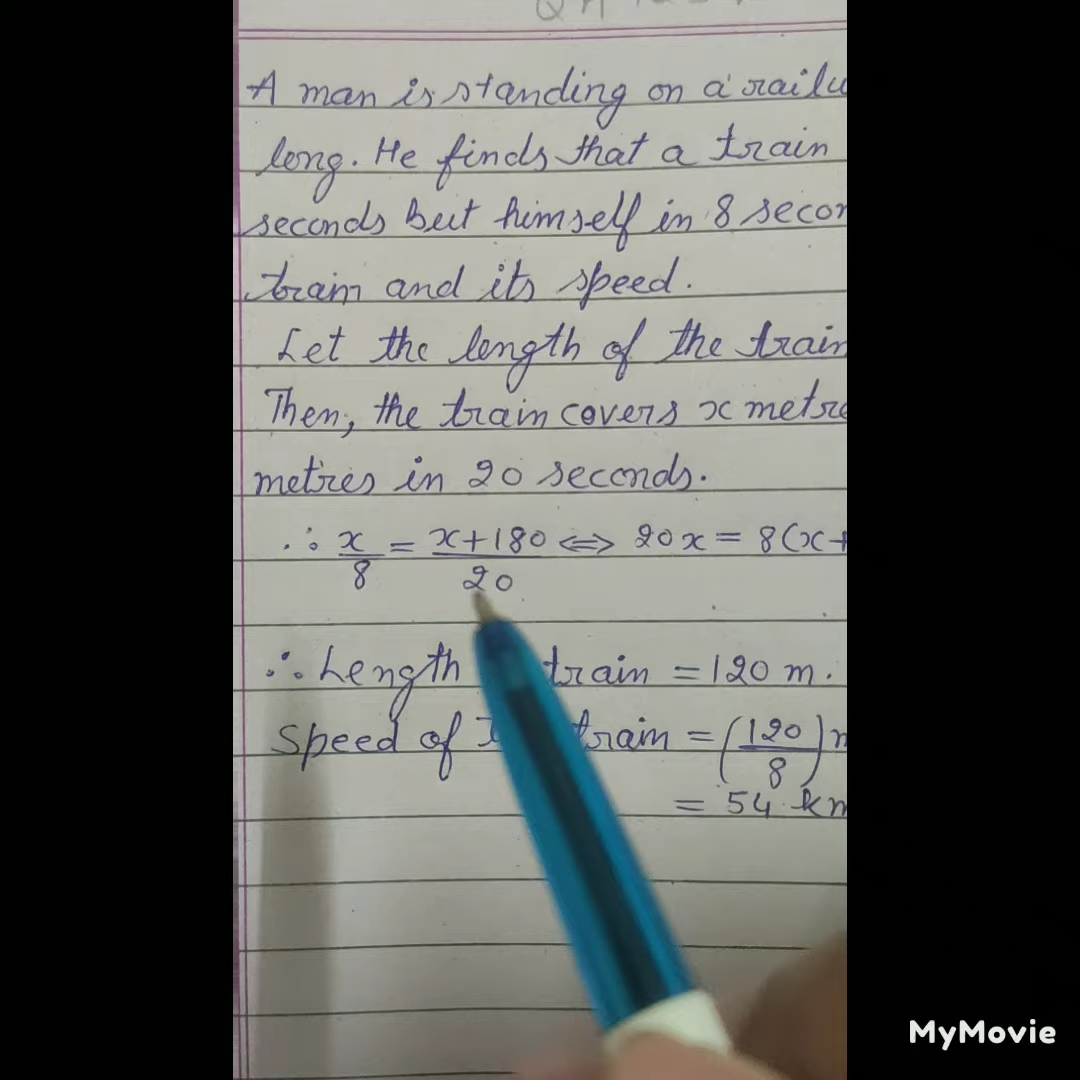 A man is standing on a railw
long. He finds that a train
seconds but himself in 8 secon
train and its speed.
Let the length of the train
Then, the train covers x metre
metres in 20 seconds.
∴ x/8 = x+180/20 ⇔ 20x = 8(x+
∴ Length train = 120 m.
Speed of train = (120/8) m
= 54 km
MyMovie